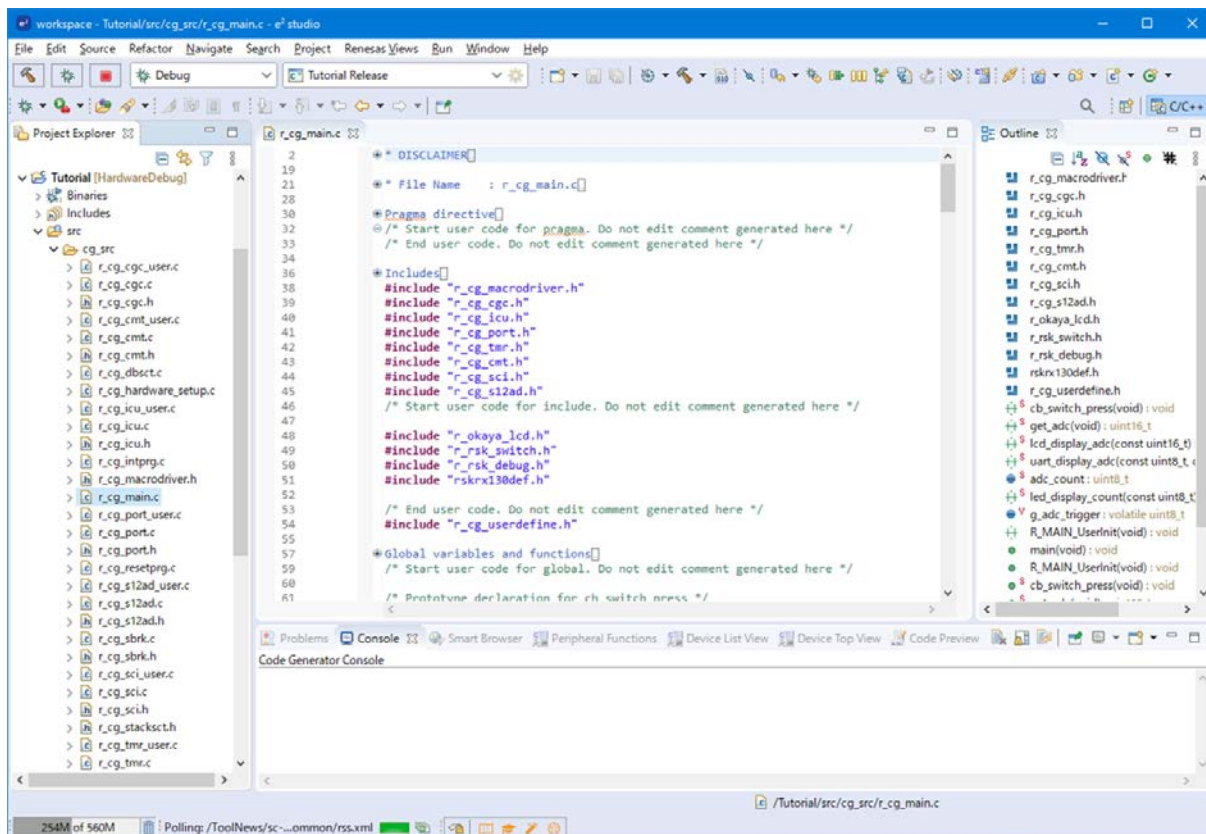 workspace - Tutorial/src/cg_src/r_cg_main.c - e² studio
File Edit Source Refactor Navigate Search Project Renesas Views Run Window Help
Debug
Tutorial Release
C/C++
Project Explorer
Tutorial [HardwareDebug]
Binaries
Includes
src
cg_src
r_cg_cgc_user.c
r_cg_cgc.c
r_cg_cgc.h
r_cg_cmt_user.c
r_cg_cmt.c
r_cg_cmt.h
r_cg_dbsct.c
r_cg_hardware_setup.c
r_cg_icu_user.c
r_cg_icu.c
r_cg_icu.h
r_cg_intprg.c
r_cg_macrodriver.h
r_cg_main.c
r_cg_port_user.c
r_cg_port.c
r_cg_port.h
r_cg_resetprg.c
r_cg_s12ad_user.c
r_cg_s12ad.c
r_cg_s12ad.h
r_cg_sbrk.c
r_cg_sbrk.h
r_cg_sci_user.c
r_cg_sci.c
r_cg_sci.h
r_cg_stacksct.h
r_cg_tmr_user.c
r_cg_tmr.c
r_cg_main.c
2 * DISCLAIMER
19
21 * File Name : r_cg_main.c
28
30 Pragma directive
32 /* Start user code for pragma. Do not edit comment generated here */
33 /* End user code. Do not edit comment generated here */
34
36 Includes
38 #include "r_cg_macrodriver.h"
39 #include "r_cg_cgc.h"
40 #include "r_cg_icu.h"
41 #include "r_cg_port.h"
42 #include "r_cg_tmr.h"
43 #include "r_cg_cmt.h"
44 #include "r_cg_sci.h"
45 #include "r_cg_s12ad.h"
46 /* Start user code for include. Do not edit comment generated here */
47
48 #include "r_okaya_lcd.h"
49 #include "r_rsk_switch.h"
50 #include "r_rsk_debug.h"
51 #include "rskrx130def.h"
52
53 /* End user code. Do not edit comment generated here */
54 #include "r_cg_userdefine.h"
55
57 Global variables and functions
59 /* Start user code for global. Do not edit comment generated here */
60
61 /* Prototype declaration for cb_switch_press */
Outline
r_cg_macrodriver.h
r_cg_cgc.h
r_cg_icu.h
r_cg_port.h
r_cg_tmr.h
r_cg_cmt.h
r_cg_sci.h
r_cg_s12ad.h
r_okaya_lcd.h
r_rsk_switch.h
r_rsk_debug.h
rskrx130def.h
r_cg_userdefine.h
cb_switch_press(void) : void
get_adc(void) : uint16_t
lcd_display_adc(const uint16_t)
uart_display_adc(const uint8_t, c
adc_count : uint8_t
led_display_count(const uint8_t)
g_adc_trigger : volatile uint8_t
R_MAIN_UserInit(void) : void
main(void) : void
R_MAIN_UserInit(void) : void
cb_switch_press(void) : void
Problems Console Smart Browser Peripheral Functions Device List View Device Top View Code Preview
Code Generator Console
/Tutorial/src/cg_src/r_cg_main.c
254M of 560M Polling: /ToolNews/sc-...ommon/rss.xml